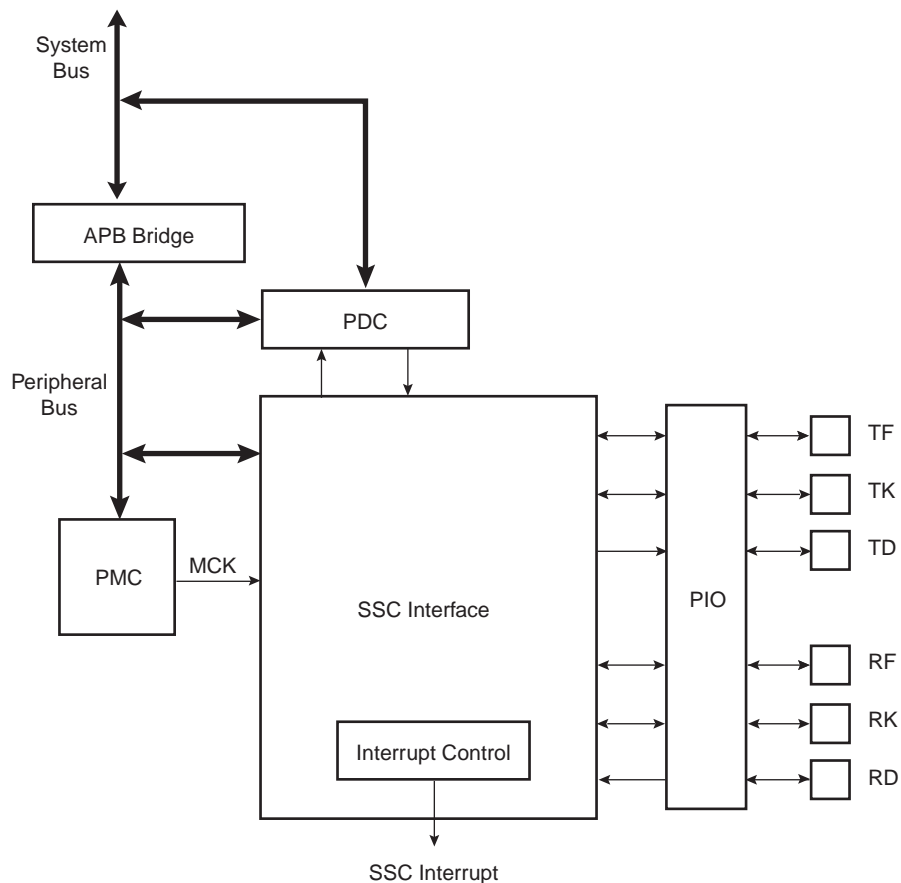 System
Bus
APB Bridge
PDC
Peripheral
Bus
TF
TK
TD
PMC
MCK
SSC Interface
PIO
RF
RK
RD
Interrupt Control
SSC Interrupt